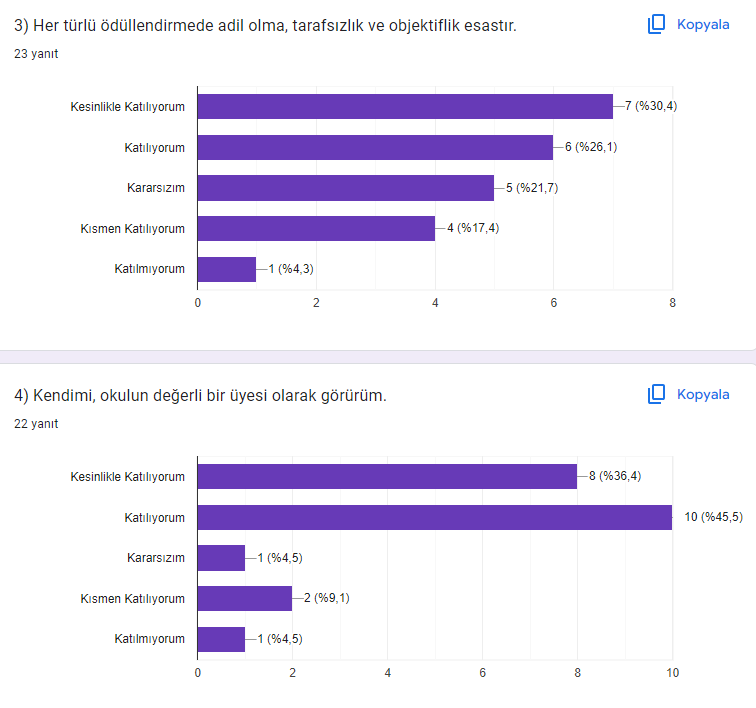 3) Her türlü ödüllendirmede adil olma, tarafsızlık ve objektiflik esastır.
Kopyala
23 yanıt
Kesinlikle Katılıyorum
7 (%30,4)
Katılıyorum
6 (%26,1)
Kararsızım
5 (%21,7)
Kısmen Katılıyorum
4 (%17,4)
Katılmıyorum
1 (%4,3)
0 2 4 6 8
4) Kendimi, okulun değerli bir üyesi olarak görürüm.
Kopyala
22 yanıt
Kesinlikle Katılıyorum
8 (%36,4)
Katılıyorum
10 (%45,5)
Kararsızım
1 (%4,5)
Kısmen Katılıyorum
2 (%9,1)
Katılmıyorum
1 (%4,5)
0 2 4 6 8 10